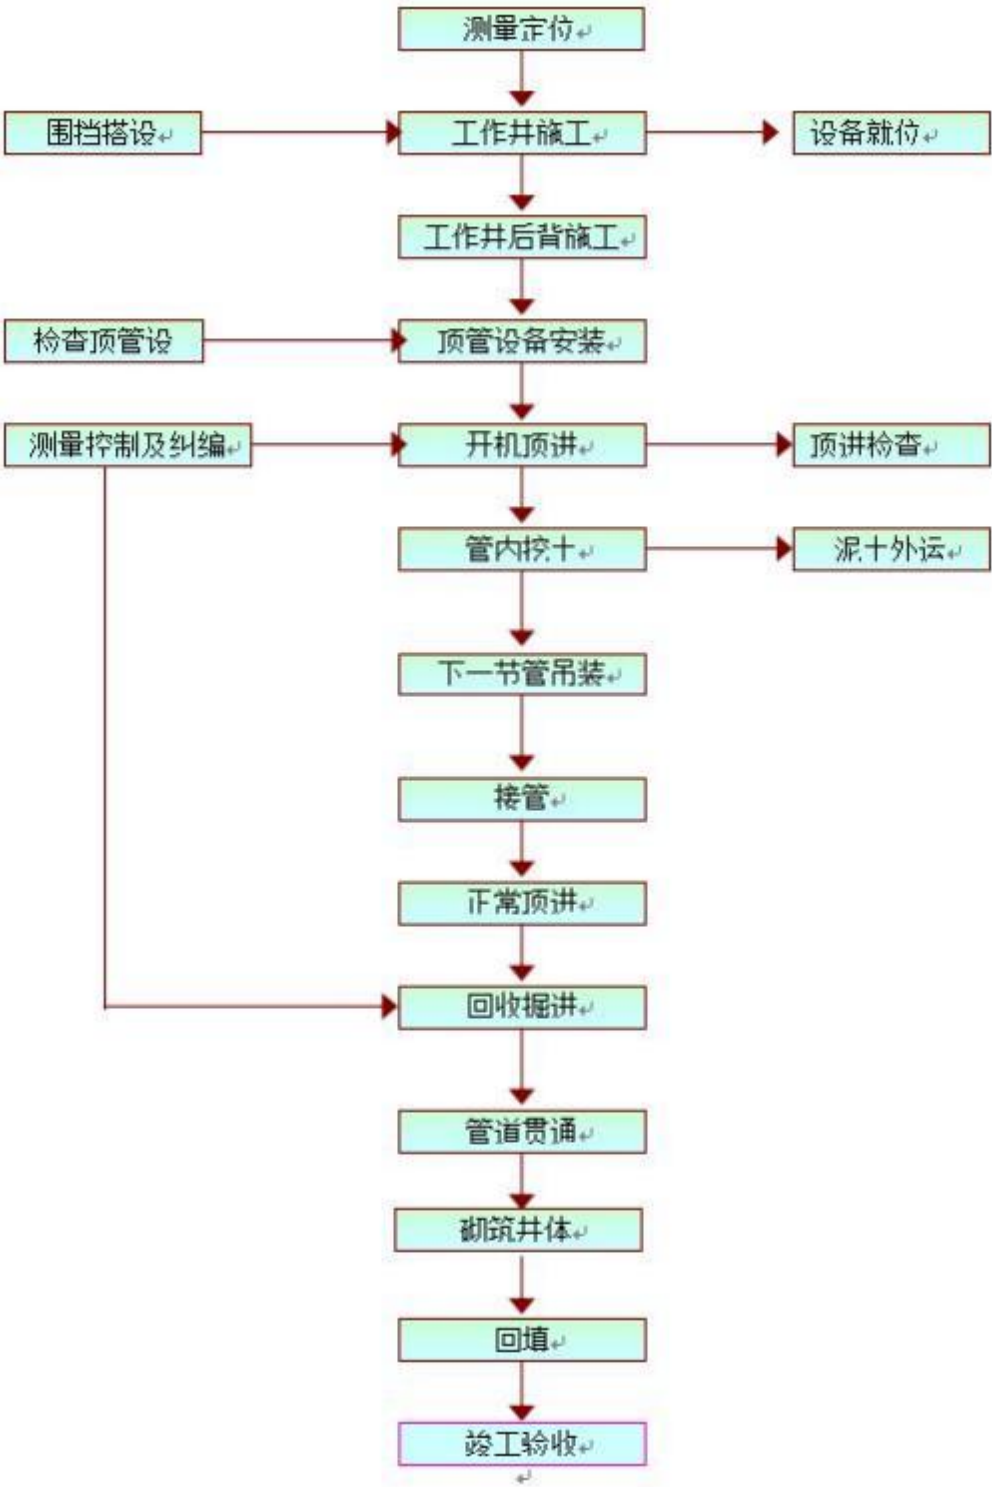 测量定位
围挡搭设
工作井施工
设备就位
工作井后背施工
检查顶管设
顶管设备安装
测量控制及纠编
开机顶进
顶进检查
管内挖土
泥土外运
下一节管吊装
接管
正常顶进
回收掘进
管道贯通
砌筑井体
回填
竣工验收